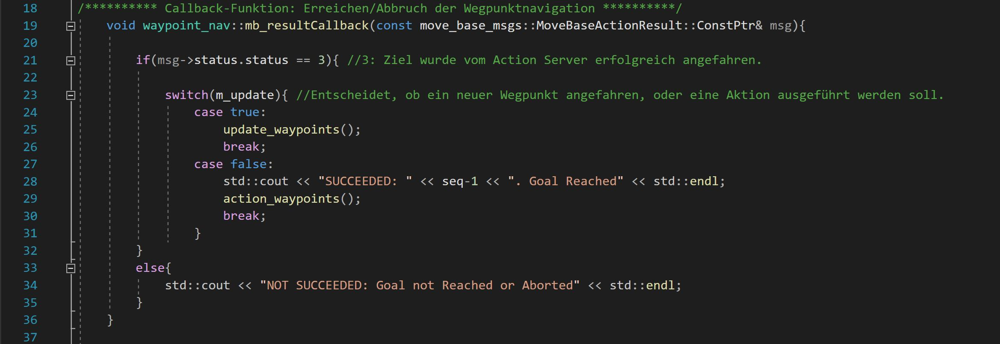 18 /********** Callback-Funktion: Erreichen/Abbruch der Wegpunktnavigation **********/
19 void waypoint_nav::mb_resultCallback(const move_base_msgs::MoveBaseActionResult::ConstPtr& msg){
20
21 if(msg->status.status == 3){ //3: Ziel wurde vom Action Server erfolgreich angefahren.
22
23 switch(m_update){ //Entscheidet, ob ein neuer Wegpunkt angefahren, oder eine Aktion ausgeführt werden soll.
24 case true:
25 update_waypoints();
26 break;
27 case false:
28 std::cout << "SUCCEEDED: " << seq-1 << ". Goal Reached" << std::endl;
29 action_waypoints();
30 break;
31 }
32 }
33 else{
34 std::cout << "NOT SUCCEEDED: Goal not Reached or Aborted" << std::endl;
35 }
36 }
37